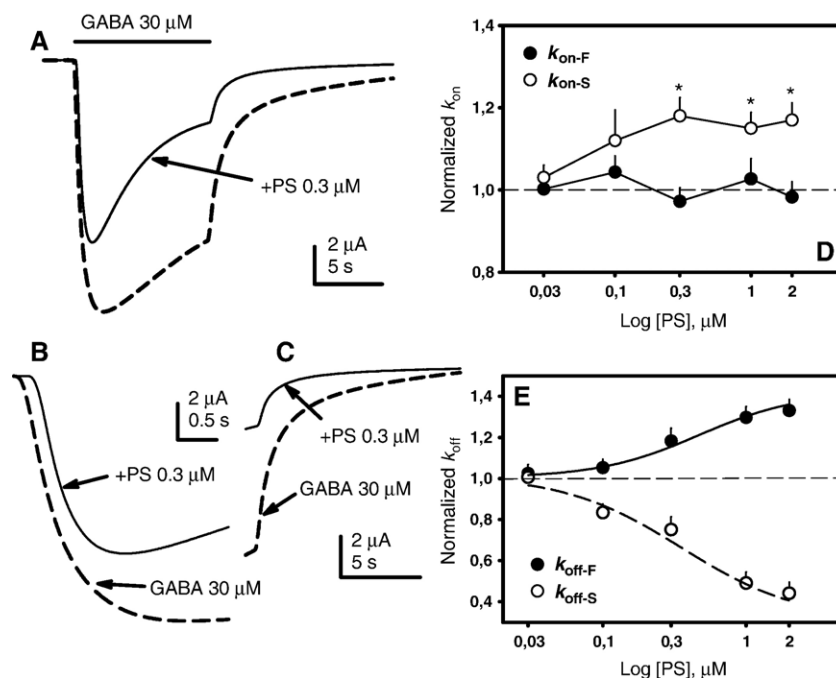 A
GABA 30 μM
+PS 0.3 μM
2 μA
5 s
B
C
2 μA
0.5 s
+PS 0.3 μM
+PS 0.3 μM
GABA 30 μM
GABA 30 μM
2 μA
5 s
D
Normalized kon
1,4
1,2
1,0
0,8
kon-F
kon-S
* * *
0,03 0,1 0,3 1 2
Log [PS], μM
E
Normalized koff
1,4
1,2
1,0
0,8
0,6
0,4
koff-F
koff-S
0,03 0,1 0,3 1 2
Log [PS], μM